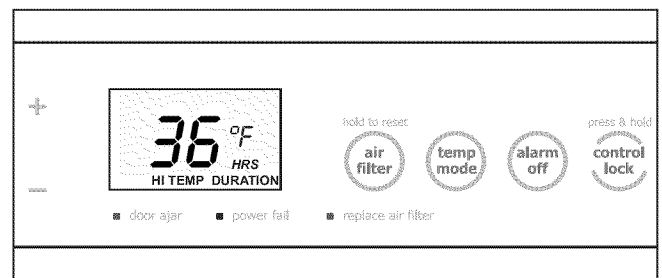 +
hold to reset
press & hold
36 °F
HRS
HI TEMP DURATION
air
filter
temp
mode
alarm
off
control
lock
–
door ajar
power fail
replace air filter